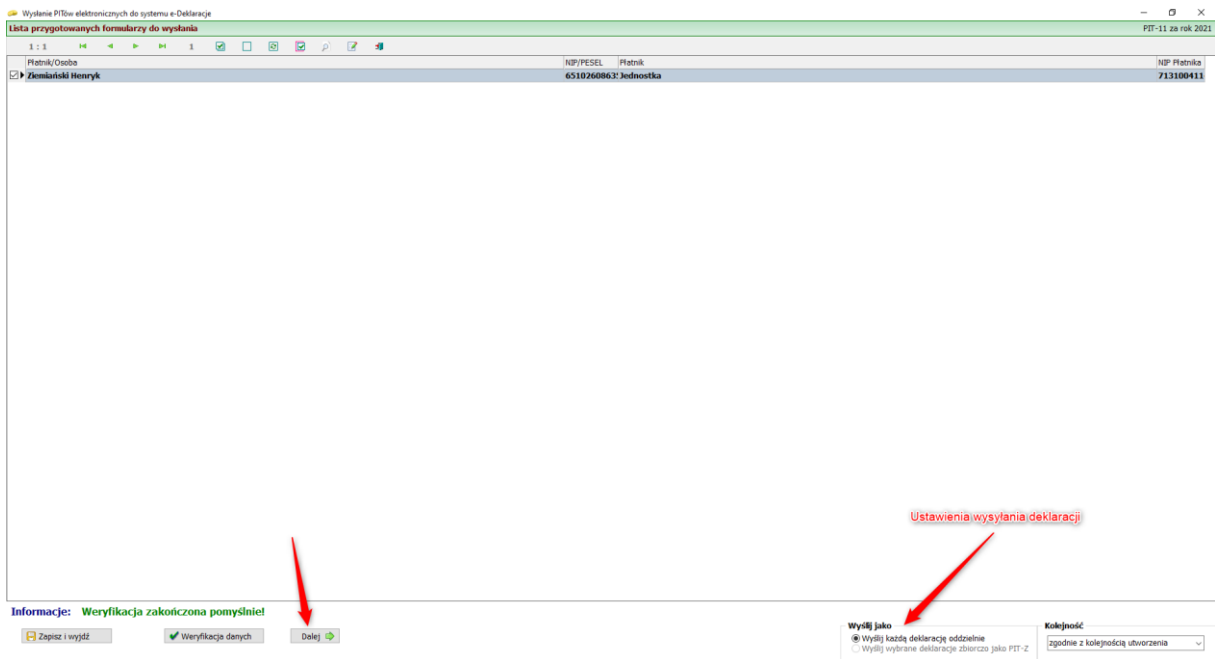 Wysłanie PITów elektronicznych do systemu e-Deklaracje
Lista przygotowanych formularzy do wysłania PIT-11 za rok 2021
1 : 1 1
Płatnik/Osoba NIP/PESEL Płatnik NIP Płatnika
Ziemiański Henryk 6510260863 Jednostka 713100411
Ustawienia wysyłania deklaracji
Informacje: Weryfikacja zakończona pomyślnie!
Zapisz i wyjdź Weryfikacja danych Dalej
Wyślij jako Kolejność
Wyślij każdą deklarację oddzielnie zgodnie z kolejnością utworzenia
Wyślij wybrane deklaracje zbiorczo jako PIT-Z